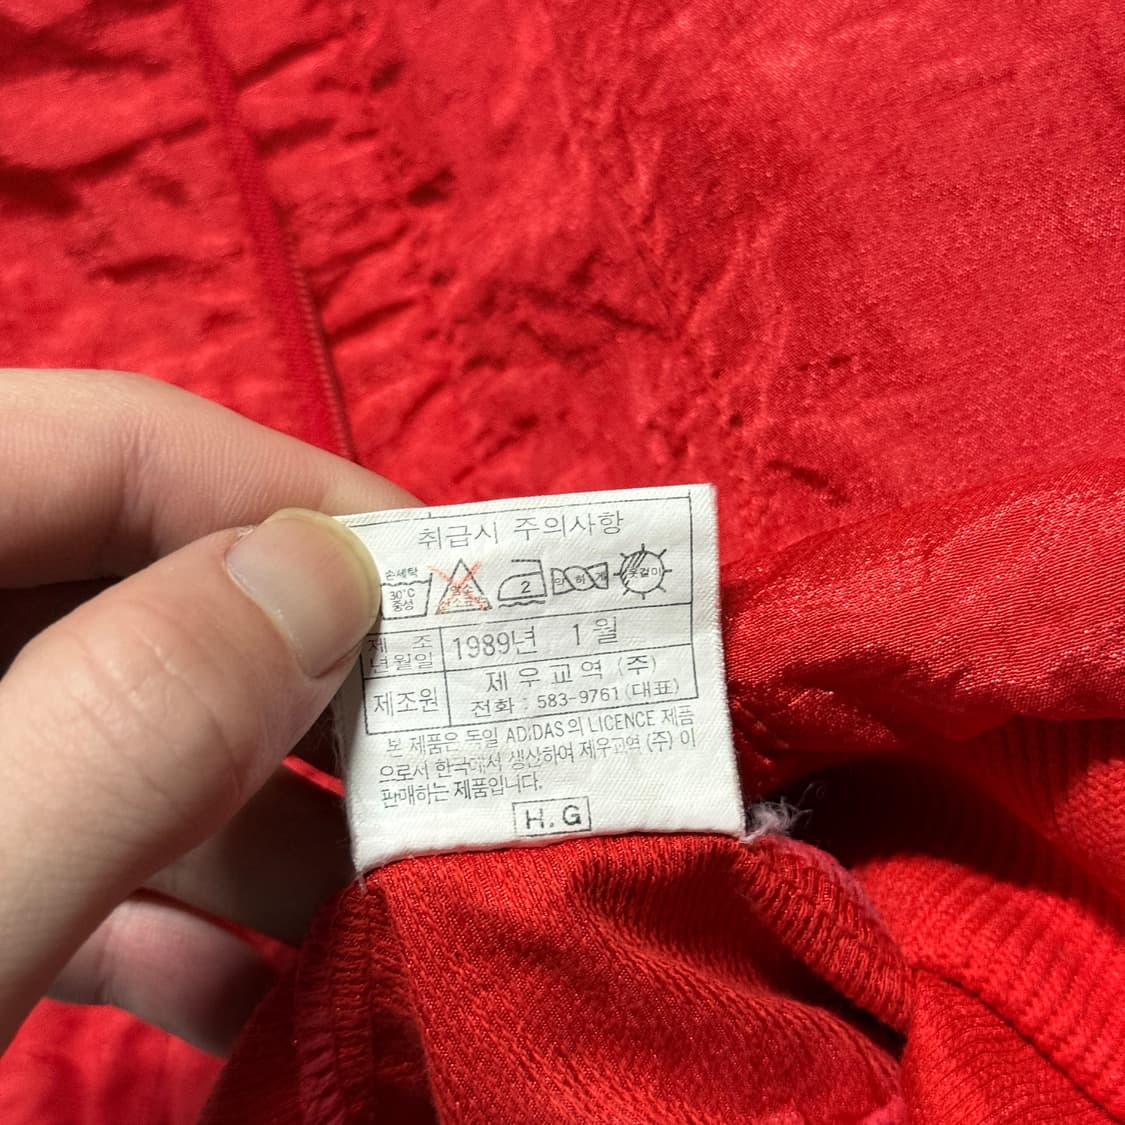 취급시 주의사항
손세탁
30°C
중성
2
약하게
옷걸이
제 조
년월일
1989년 1월
제조원
제우교역 (주)
전화 : 583-9761 (대표)
본 제품은 독일 ADIDAS의 LICENCE 제품
으로서 한국에서 생산하여 제우교역 (주) 이
판매하는 제품입니다.
H.G